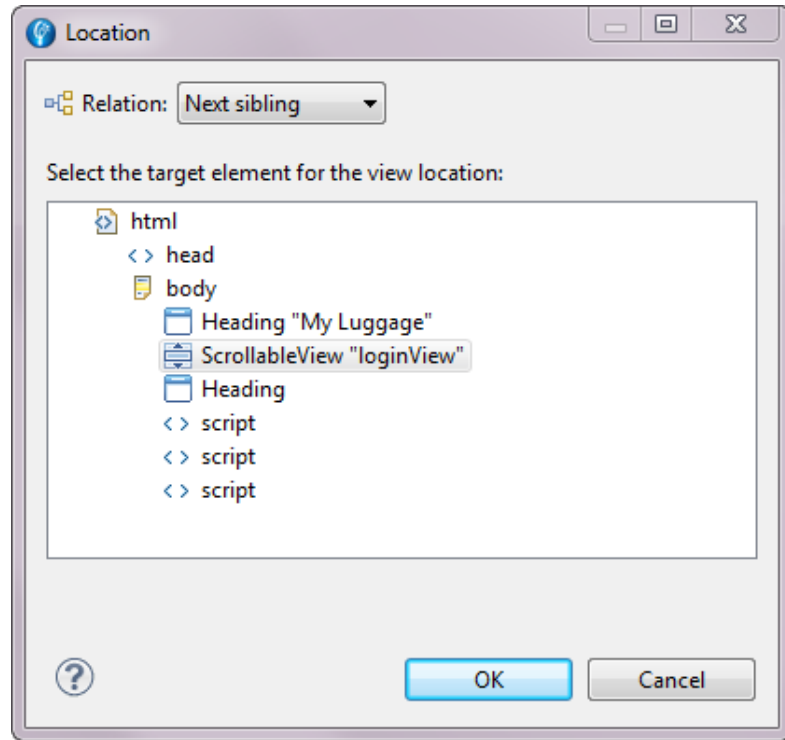 Location
Relation: Next sibling
Select the target element for the view location:
html
<> head
body
Heading "My Luggage"
ScrollableView "loginView"
Heading
<> script
<> script
<> script
OK Cancel